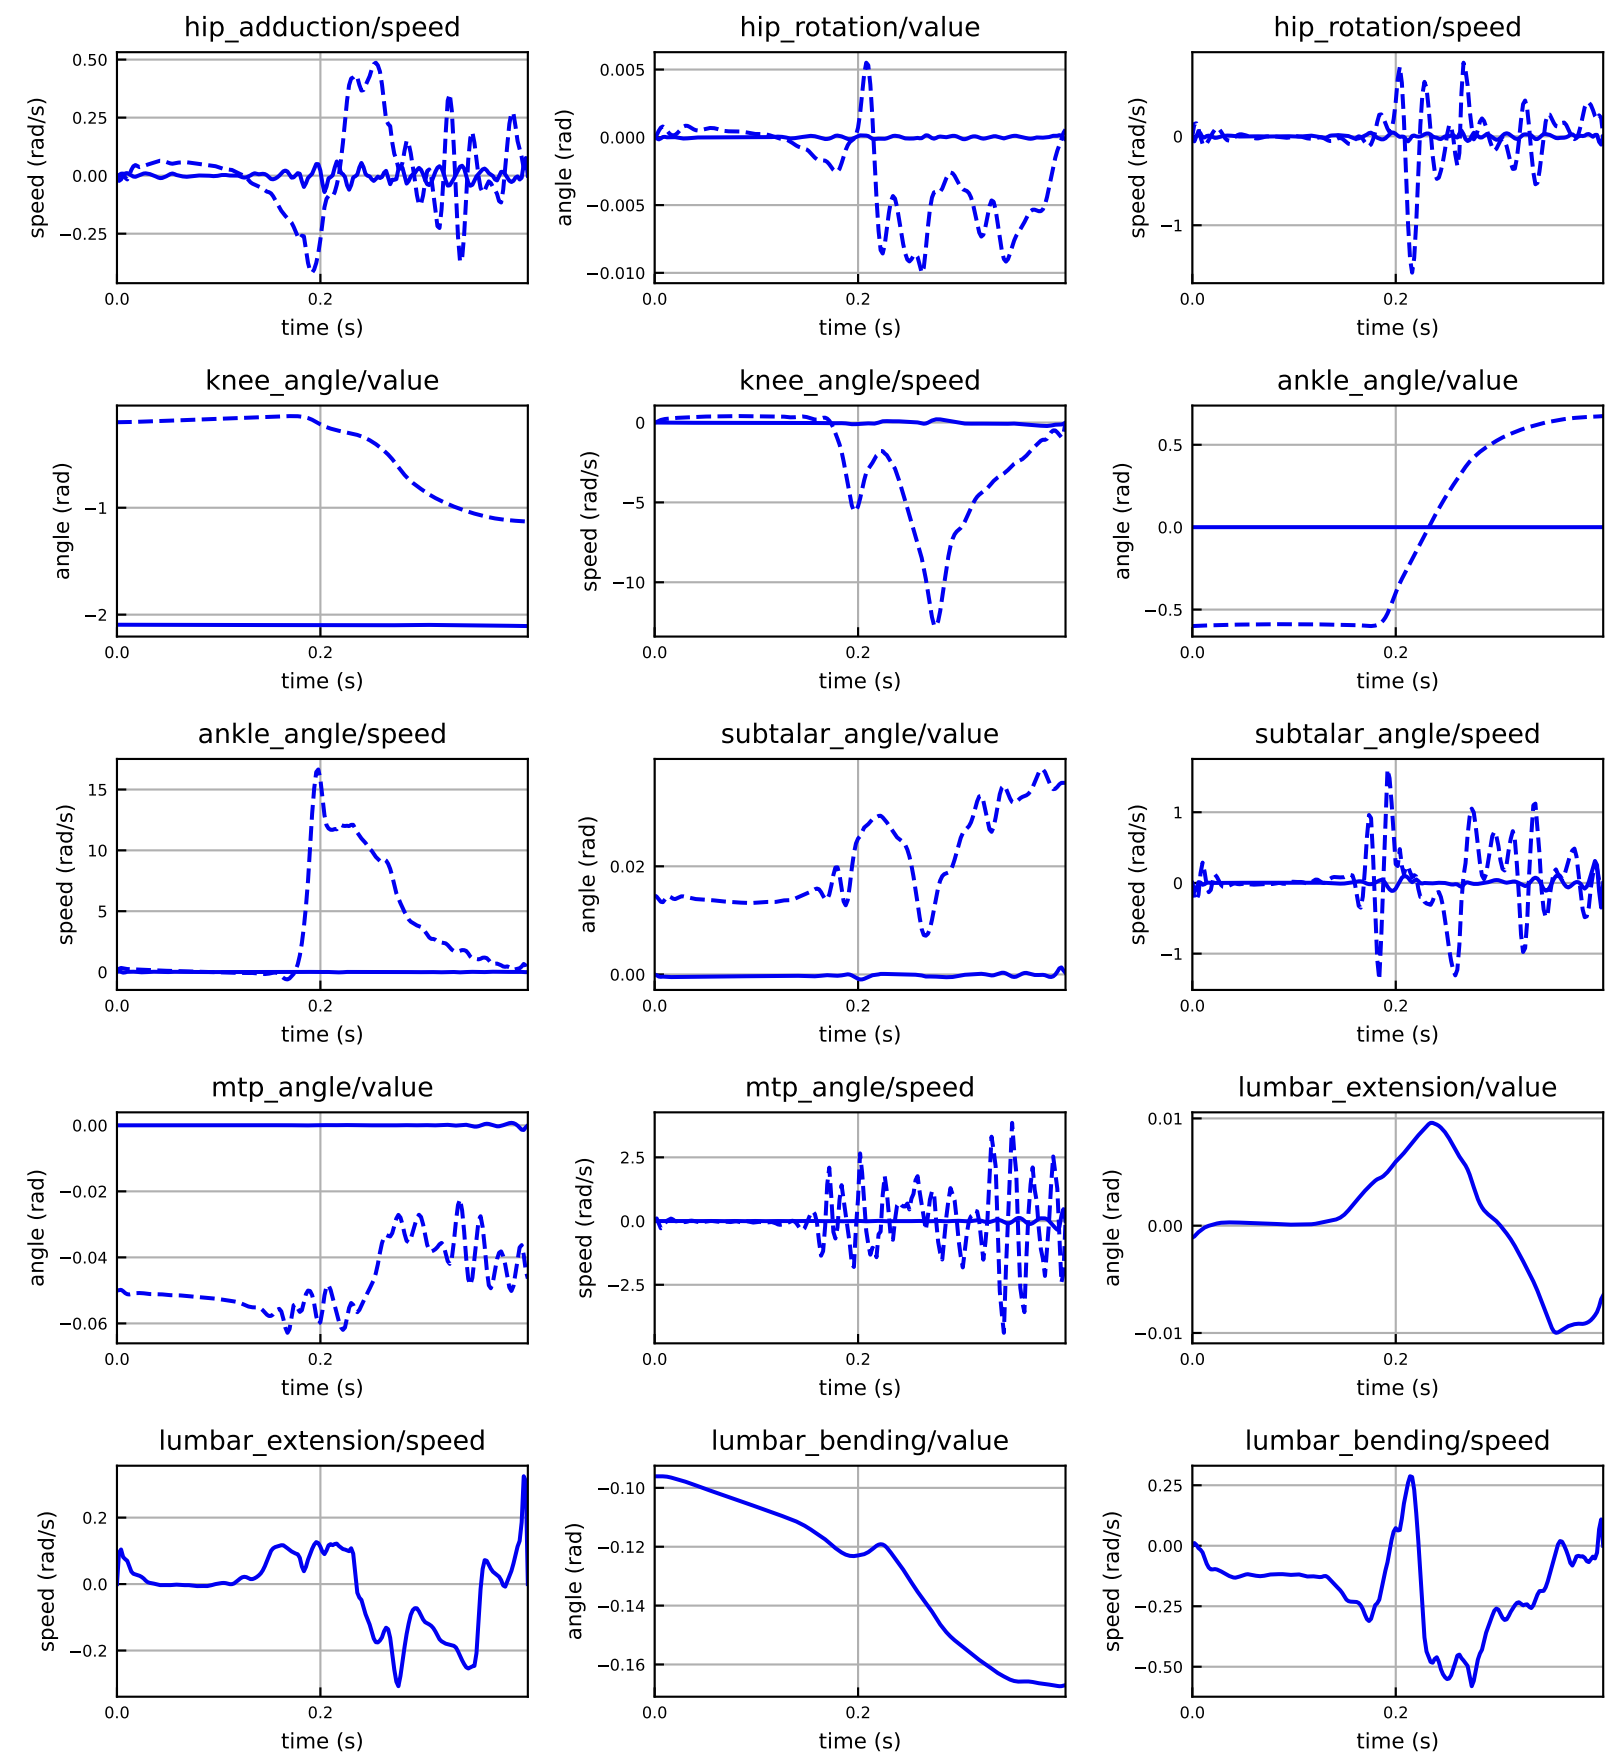 hip_adduction/speed
speed (rad/s)
0.50
0.25
0.00
−0.25
0.0
0.2
time (s)
hip_rotation/value
angle (rad)
0.005
0.000
−0.005
−0.010
0.0
0.2
time (s)
hip_rotation/speed
speed (rad/s)
0
−1
0.0
0.2
time (s)
knee_angle/value
angle (rad)
−1
−2
0.0
0.2
time (s)
knee_angle/speed
speed (rad/s)
0
−5
−10
0.0
0.2
time (s)
ankle_angle/value
angle (rad)
0.5
0.0
−0.5
0.0
0.2
time (s)
ankle_angle/speed
speed (rad/s)
15
10
5
0
0.0
0.2
time (s)
subtalar_angle/value
angle (rad)
0.02
0.00
0.0
0.2
time (s)
subtalar_angle/speed
speed (rad/s)
1
0
−1
0.0
0.2
time (s)
mtp_angle/value
angle (rad)
0.00
−0.02
−0.04
−0.06
0.0
0.2
time (s)
mtp_angle/speed
speed (rad/s)
2.5
0.0
−2.5
0.0
0.2
time (s)
lumbar_extension/value
angle (rad)
0.01
0.00
−0.01
0.0
0.2
time (s)
lumbar_extension/speed
speed (rad/s)
0.2
0.0
−0.2
0.0
0.2
time (s)
lumbar_bending/value
angle (rad)
−0.10
−0.12
−0.14
−0.16
0.0
0.2
time (s)
lumbar_bending/speed
speed (rad/s)
0.25
0.00
−0.25
−0.50
0.0
0.2
time (s)